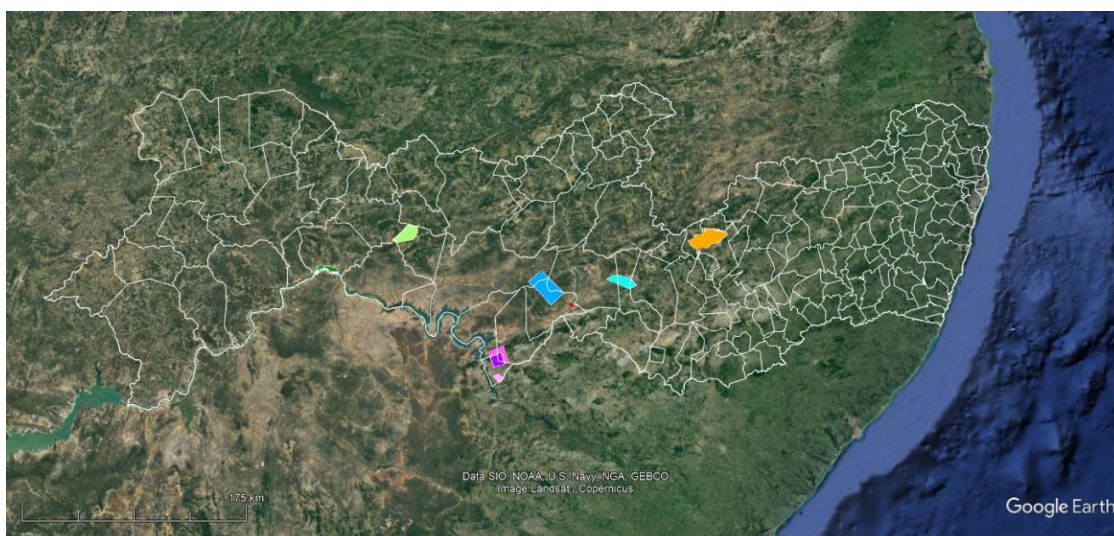 Data SIO, NOAA, U.S. Navy, NGA, GEBCO
Image Landsat / Copernicus
175 km
Google Earth